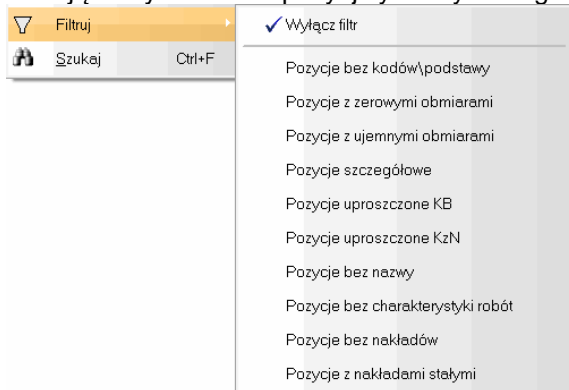 Filtruj
Szukaj Ctrl+F
Wyłącz filtr
Pozycje bez kodów\podstawy
Pozycje z zerowymi obmiarami
Pozycje z ujemnymi obmiarami
Pozycje szczegółowe
Pozycje uproszczone KB
Pozycje uproszczone KzN
Pozycje bez nazwy
Pozycje bez charakterystyki robót
Pozycje bez nakładów
Pozycje z nakładami stałymi